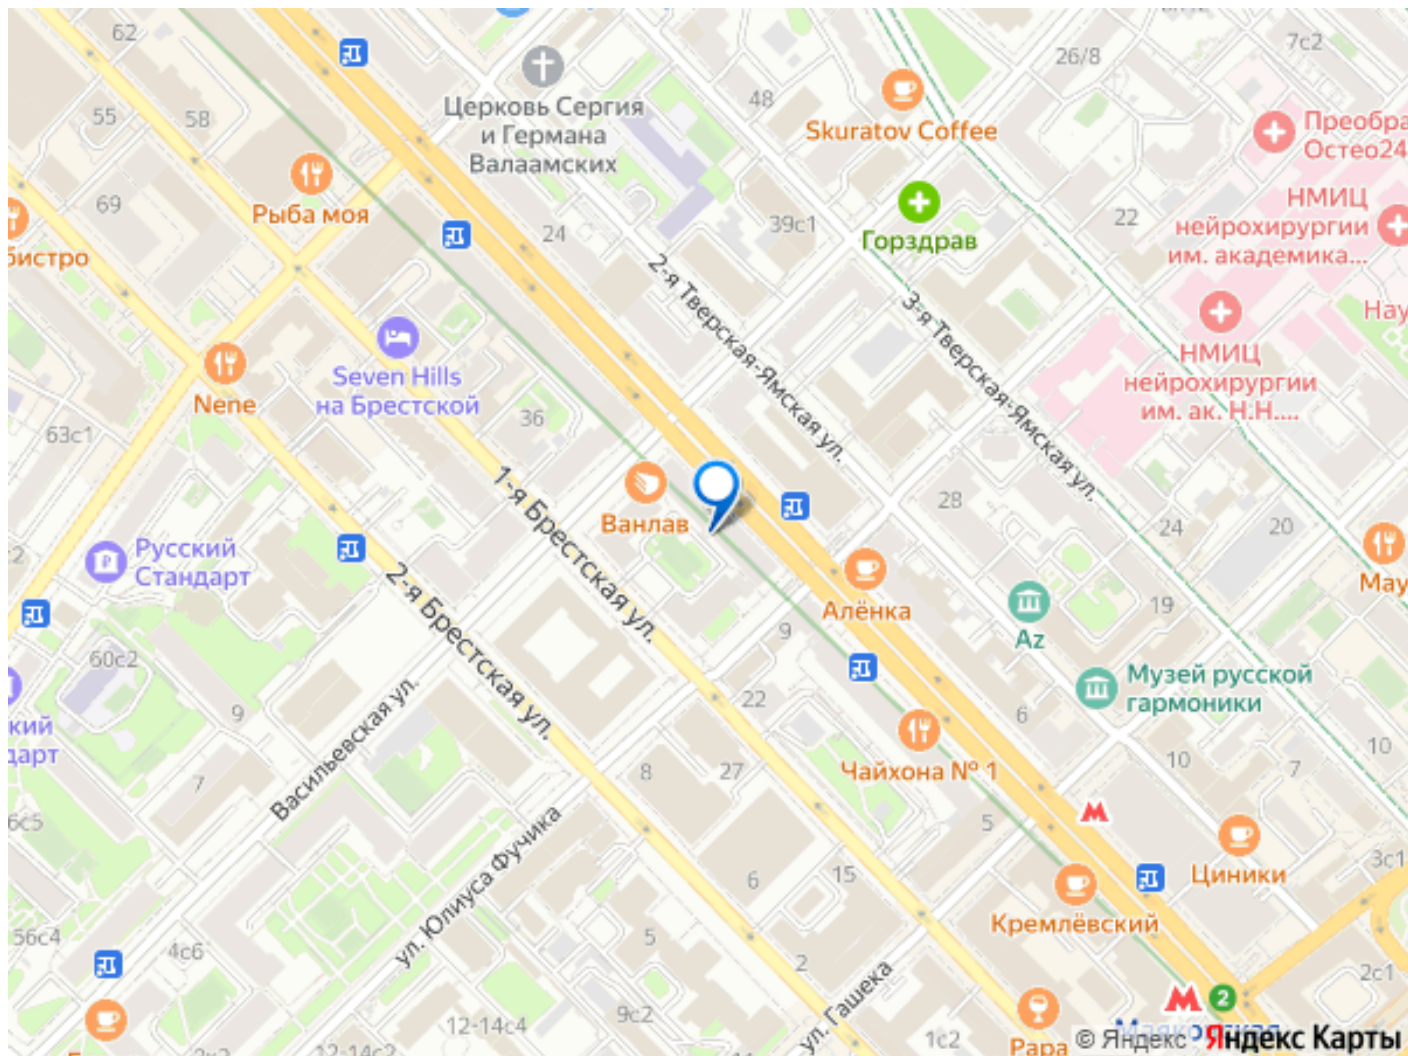 62
7с2
26/8
55
58
48
Церковь Сергия
и Германа
Валаамских
Skuratov Coffee
Преобра
Остео24
69
Рыба моя
24
39с1
Горздрав
22
НМИЦ
нейрохирургии
им. академика...
бистро
2-я Тверская-Ямская ул.
3-я Тверская-Ямская ул.
Нау
НМИЦ
нейрохирургии
им. ак. Н.Н....
Seven Hills
на Брестской
Nene
36
63с1
Ванлав
1-я Брестская ул.
28
24
20
Русский
Стандарт
2
2-я Брестская ул.
Алёнка
Мау
19
Az
9
60с2
Музей русской
гармоники
кий
дарт
9
Васильевская ул.
22
6
10
7
10
7
8
27
Чайхона № 1
6с5
5
ул. Юлиуса Фучика
3с1
Циники
6
15
Кремлёвский
56с4
4с6
5
2
2с1
ул. Гашека
9с2
12-14с4
12-14с2
1с2
2
Маяковская
Papa
© Яндекс Яндекс Карты